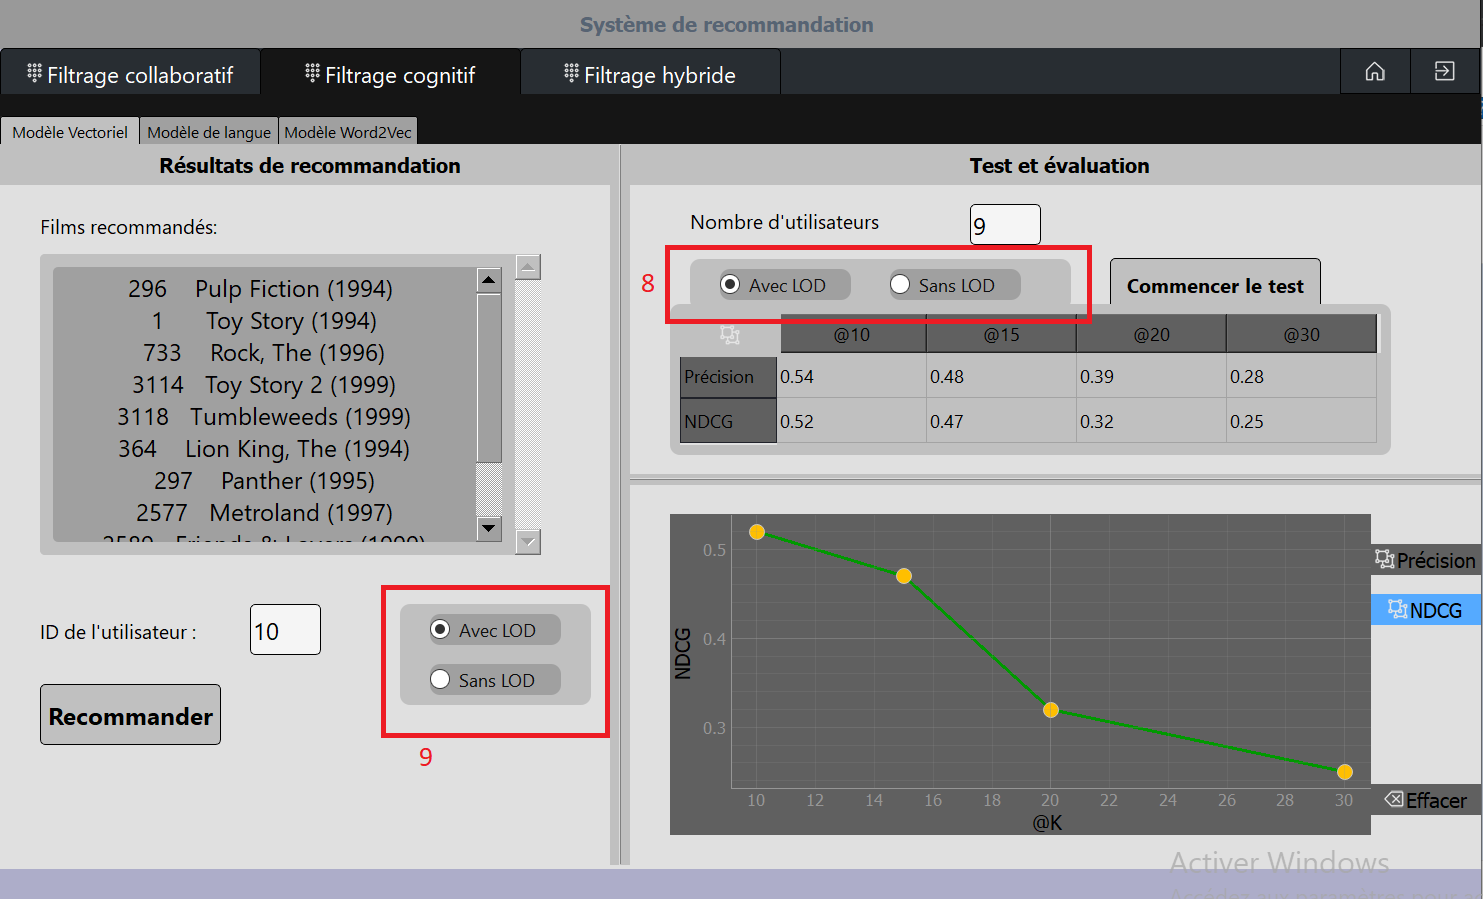 Système de recommandation
Filtrage collaboratif
Filtrage cognitif
Filtrage hybride
Modèle Vectoriel
Modèle de langue
Modèle Word2Vec
Résultats de recommandation
Films recommandés:
296 Pulp Fiction (1994)
1 Toy Story (1994)
733 Rock, The (1996)
3114 Toy Story 2 (1999)
3118 Tumbleweeds (1999)
364 Lion King, The (1994)
297 Panther (1995)
2577 Metroland (1997)
ID de l'utilisateur :
10
Avec LOD
Sans LOD
9
Recommander
Test et évaluation
Nombre d'utilisateurs
9
8
Avec LOD
Sans LOD
Commencer le test
@10 @15 @20 @30
Précision 0.54 0.48 0.39 0.28
NDCG 0.52 0.47 0.32 0.25
0.5
0.4
0.3
NDCG
10 12 14 16 18 20 22 24 26 28 30
@K
Précision
NDCG
Effacer
Activer Windows